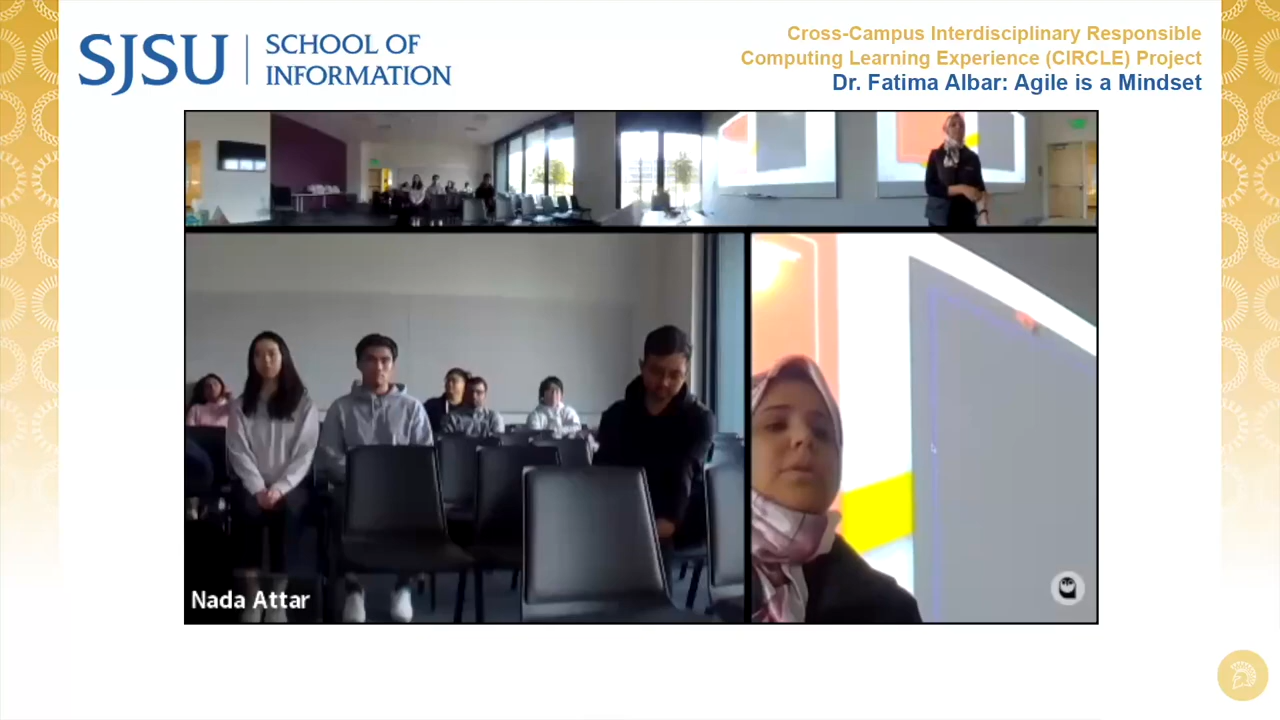 SJSU
SCHOOL OF
INFORMATION
Cross-Campus Interdisciplinary Responsible
Computing Learning Experience (CIRCLE) Project
Dr. Fatima Albar: Agile is a Mindset
Nada Attar